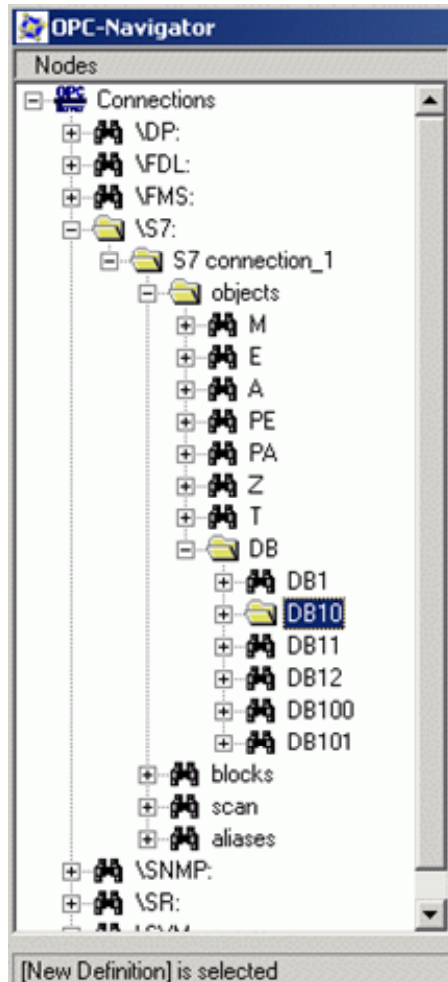 OPC-Navigator
Nodes
OPC
Connections
\DP:
\FDL:
\FMS:
\S7:
S7 connection_1
objects
M
E
A
PE
PA
Z
T
DB
DB1
DB10
DB11
DB12
DB100
DB101
blocks
scan
aliases
\SNMP:
\SR:
[New Definition] is selected